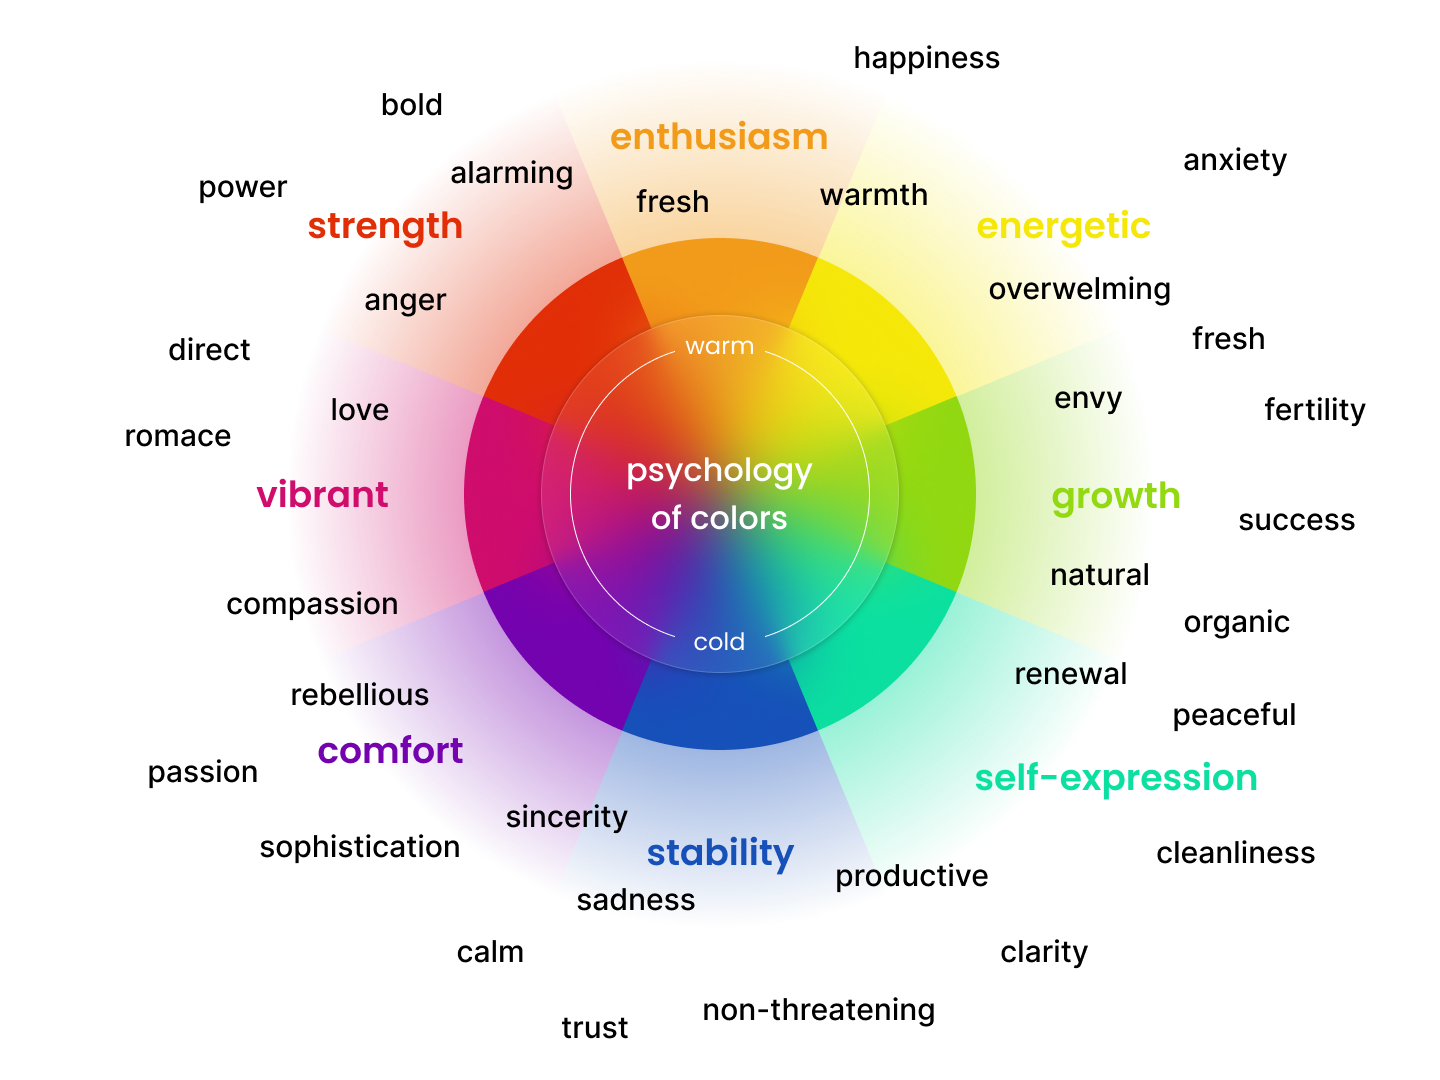 happiness
bold
enthusiasm
anxiety
alarming
power
fresh
warmth
strength
energetic
overwelming
anger
fresh
direct
warm
envy
love
fertility
romace
psychology
of colors
vibrant
growth
success
natural
compassion
organic
cold
renewal
rebellious
peaceful
comfort
passion
self-expression
sincerity
sophistication
stability
cleanliness
productive
sadness
calm
clarity
non-threatening
trust